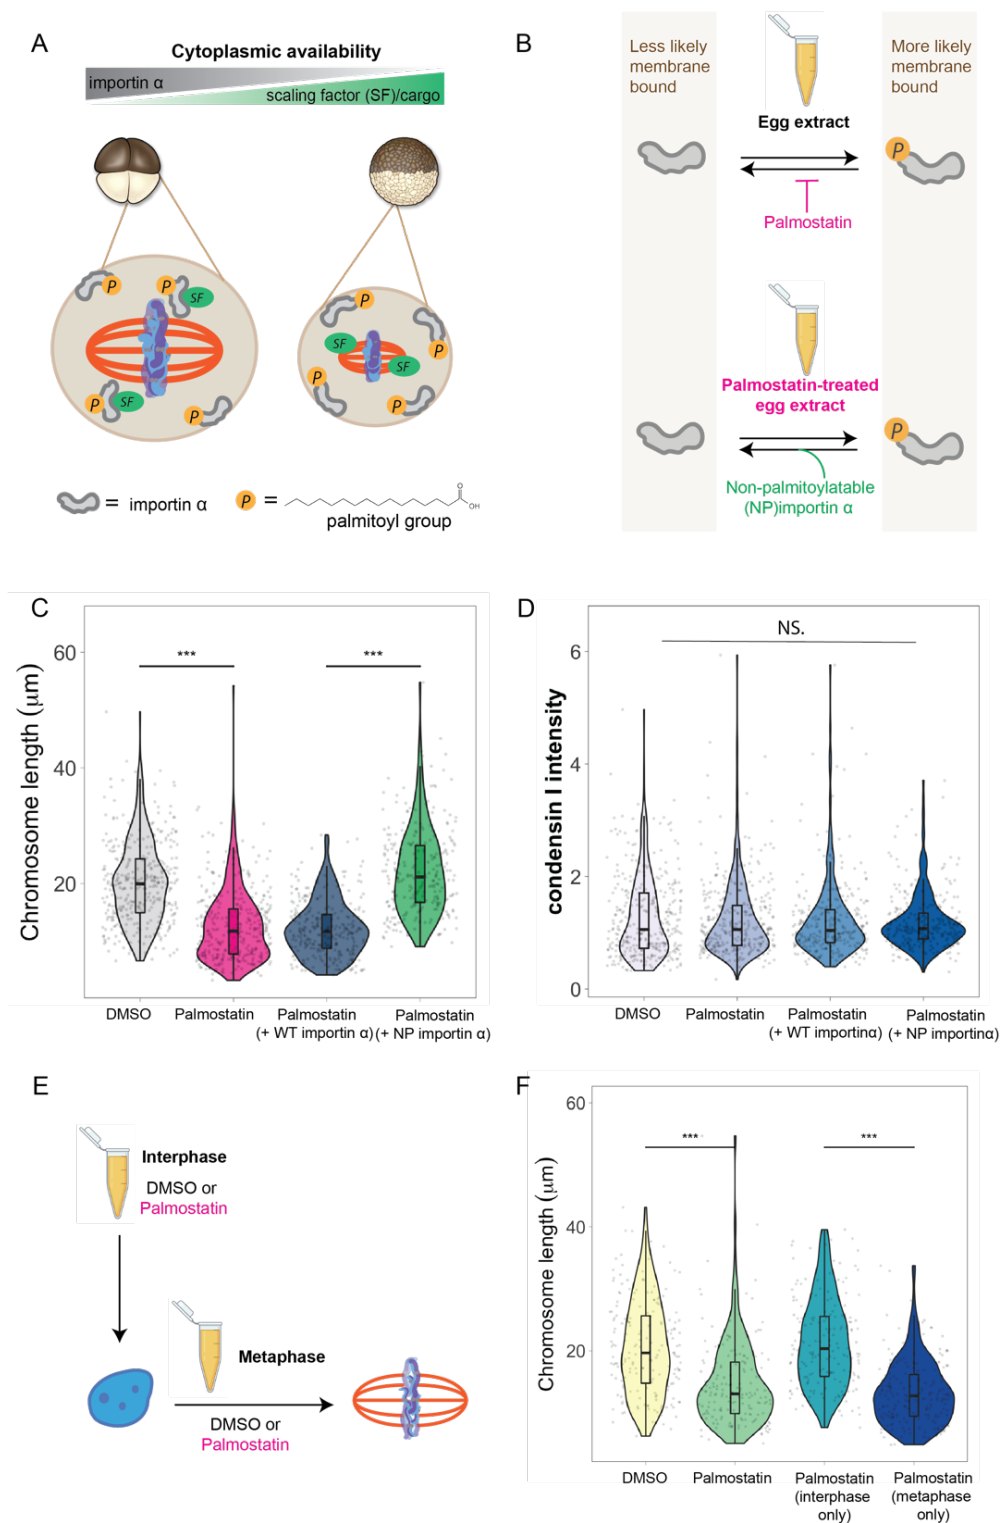 A
Cytoplasmic availability
importin α
scaling factor (SF)/cargo
P
P
SF
P
SF
P
P
P
SF
SF
P
P
= importin α
P =
O
OH
palmitoyl group
B
Less likely
membrane
bound
More likely
membrane
bound
Egg extract
P
Palmostatin
Palmostatin-treated
egg extract
P
Non-palmitoylatable
(NP)importin α
C
Chromosome length (μm)
60
40
20
***
***
DMSO
Palmostatin
Palmostatin
(+ WT importin α)
Palmostatin
(+ NP importin α)
D
condensin I intensity
6
4
2
0
NS.
DMSO
Palmostatin
Palmostatin
(+ WT importinα)
Palmostatin
(+ NP importinα)
E
Interphase
DMSO or
Palmostatin
Metaphase
DMSO or
Palmostatin
F
Chromosome length (μm)
60
40
20
***
***
DMSO
Palmostatin
Palmostatin
(interphase
only)
Palmostatin
(metaphase
only)